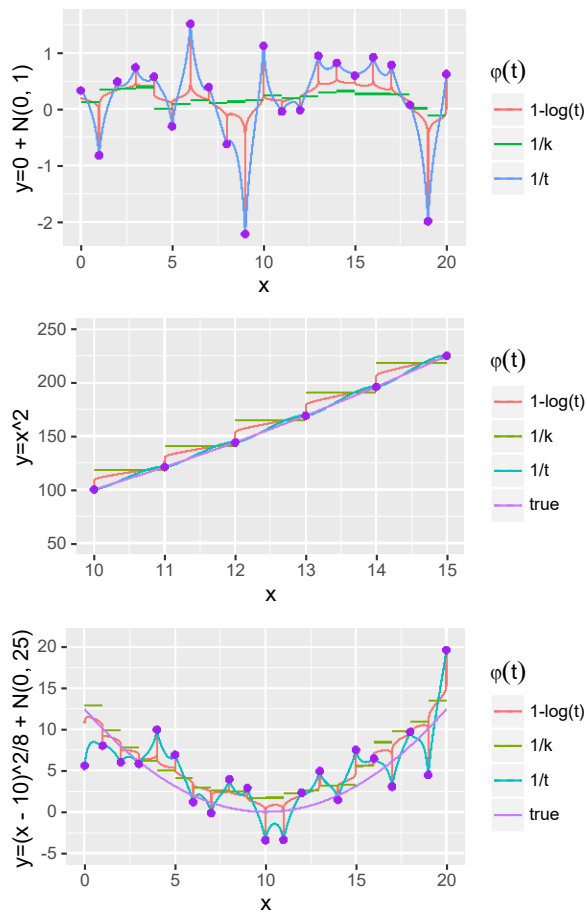 y=0 + N(0, 1)
1
0
-1
-2
0
5
10
15
20
x
φ(t)
1-log(t)
1/k
1/t
y=x^2
250
200
150
100
50
10
11
12
13
14
15
x
φ(t)
1-log(t)
1/k
1/t
true
y=(x - 10)^2/8 + N(0, 25)
20
15
10
5
0
-5
0
5
10
15
20
x
φ(t)
1-log(t)
1/k
1/t
true